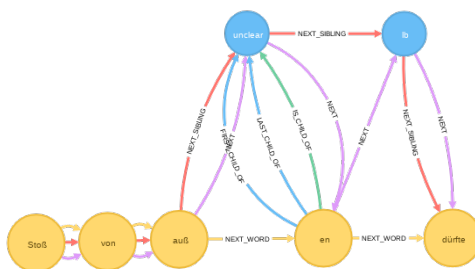 unclear
NEXT_SIBLING
lb
NEXT_SIBLING
NEXT
FIRST_CHILD_OF
LAST_CHILD_OF
IS_CHILD_OF
NEXT
NEXT
NEXT_SIBLING
NEXT
Stoß
von
auß
NEXT_WORD
en
NEXT_WORD
dürfte